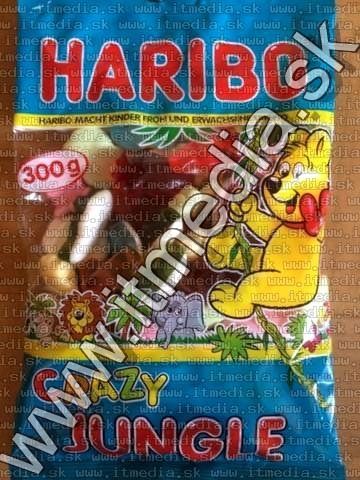 HARIBO
HARIBO MACHT KINDER FROH UND ERWACHSENE
300g
CRAZY
JUNGLE
www.itmedia.sk